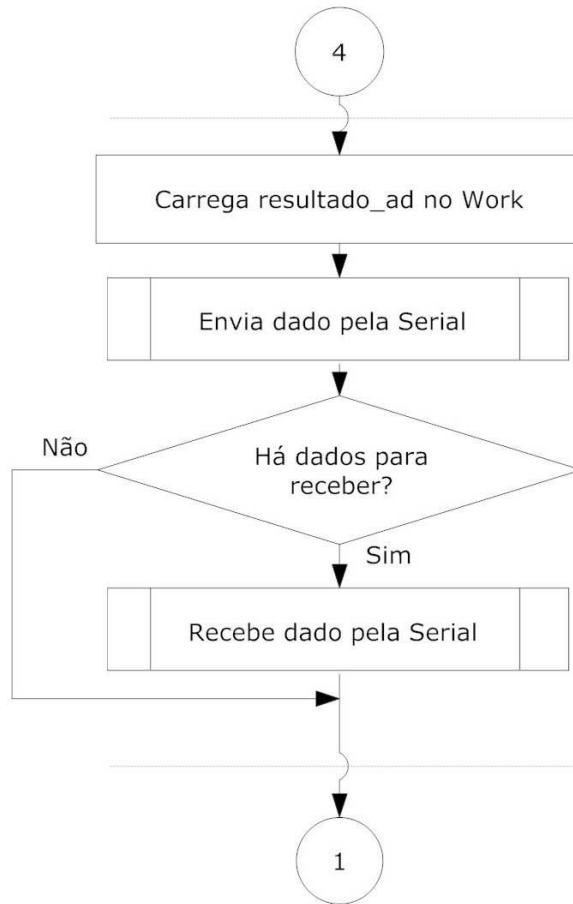 4
Carrega resultado_ad no Work
Envia dado pela Serial
Não
Há dados para
receber?
Sim
Recebe dado pela Serial
1